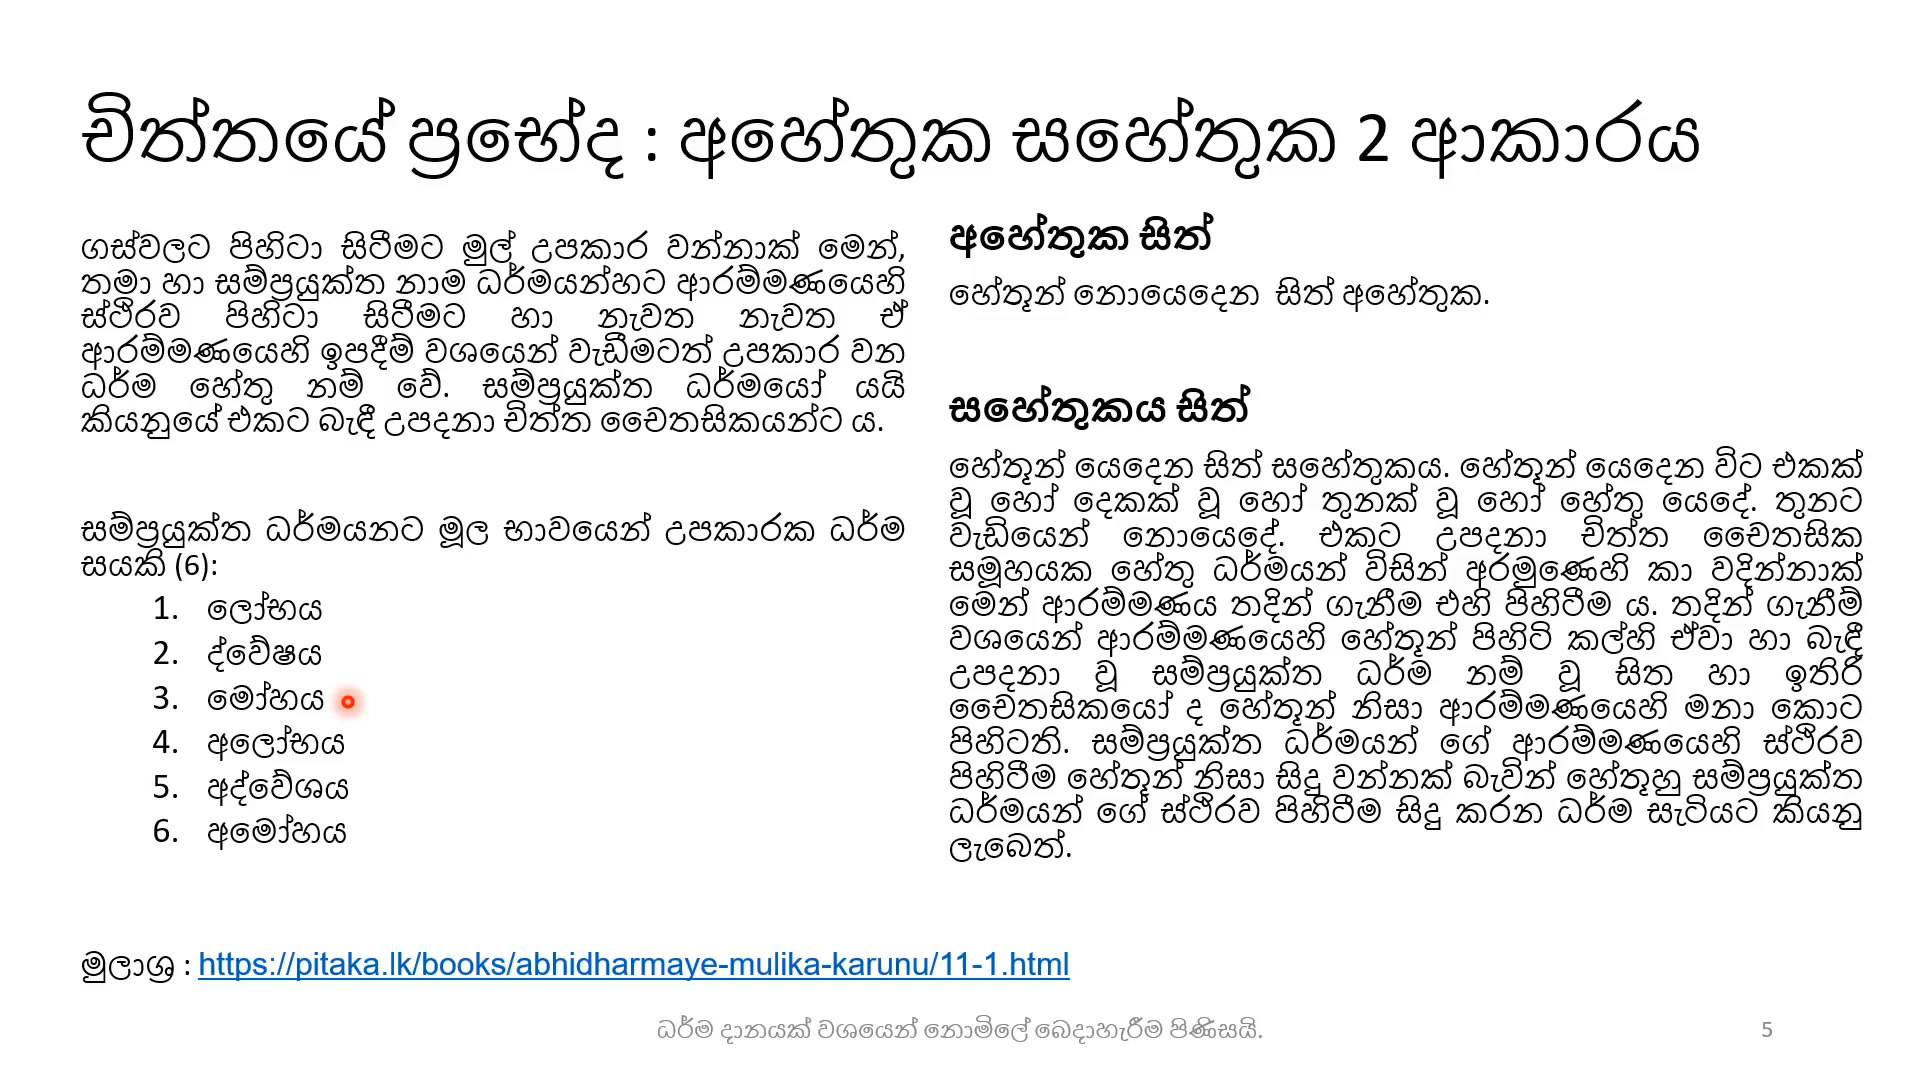 චිත්තයේ ප්‍රභේද : අහේතුක සහේතුක 2 ආකාරය
ගස්වලට පිහිටා සිටීමට මුල් උපකාර වන්නාක් මෙන්,
තමා හා සම්ප්‍රයුක්ත නාම ධර්මයන්හට ආරම්මණයෙහි
ස්ථිරව පිහිටා සිටීමට හා නැවත නැවත ඒ
ආරම්මණයෙහි ඉපදීම් වශයෙන් වැඩීමටත් උපකාර වන
ධර්ම හේතු නම් වේ. සම්ප්‍රයුක්ත ධර්මයෝ යයි
කියනුයේ එකට බැඳී උපදනා චිත්ත චෛතසිකයන්ට ය.
සම්ප්‍රයුක්ත ධර්මයනට මූල භාවයෙන් උපකාරක ධර්ම
සයකි (6):
1. ලෝභය
2. ද්වේෂය
3. මෝහය
4. අලෝභය
5. අද්වේශය
6. අමෝහය
අහේතුක සිත්
හේතූන් නොයෙදෙන සිත් අහේතුක.
සහේතුකය සිත්
හේතූන් යෙදෙන සිත් සහේතුකය. හේතූන් යෙදෙන විට එකක්
වූ හෝ දෙකක් වූ හෝ තුනක් වූ හෝ හේතු යෙදේ. තුනට
වැඩියෙන් නොයෙදේ. එකට උපදනා චිත්ත චෛතසික
සමූහයක හේතු ධර්මයන් විසින් අරමුණෙහි කා වදින්නාක්
මෙන් ආරම්මණය තදින් ගැනීම එහි පිහිටීම ය. තදින් ගැනීම්
වශයෙන් ආරම්මණයෙහි හේතූන් පිහිටි කල්හි ඒවා හා බැඳී
උපදනා වූ සම්ප්‍රයුක්ත ධර්ම නම් වූ සිත හා ඉතිරි
චෛතසිකයෝ ද හේතූන් නිසා ආරම්මණයෙහි මනා කොට
පිහිටති. සම්ප්‍රයුක්ත ධර්මයන් ගේ ආරම්මණයෙහි ස්ථිරව
පිහිටීම හේතූන් නිසා සිදු වන්නක් බැවින් හේතූහු සම්ප්‍රයුක්ත
ධර්මයන් ගේ ස්ථිරව පිහිටීම සිදු කරන ධර්ම සැටියට කියනු
ලැබෙත්.
මුලාශ්‍ර : https://pitaka.lk/books/abhidharmaye-mulika-karunu/11-1.html
ධර්ම දානයක් වශයෙන් නොමිලේ බෙදාහැරීම පිණිසයි.
5